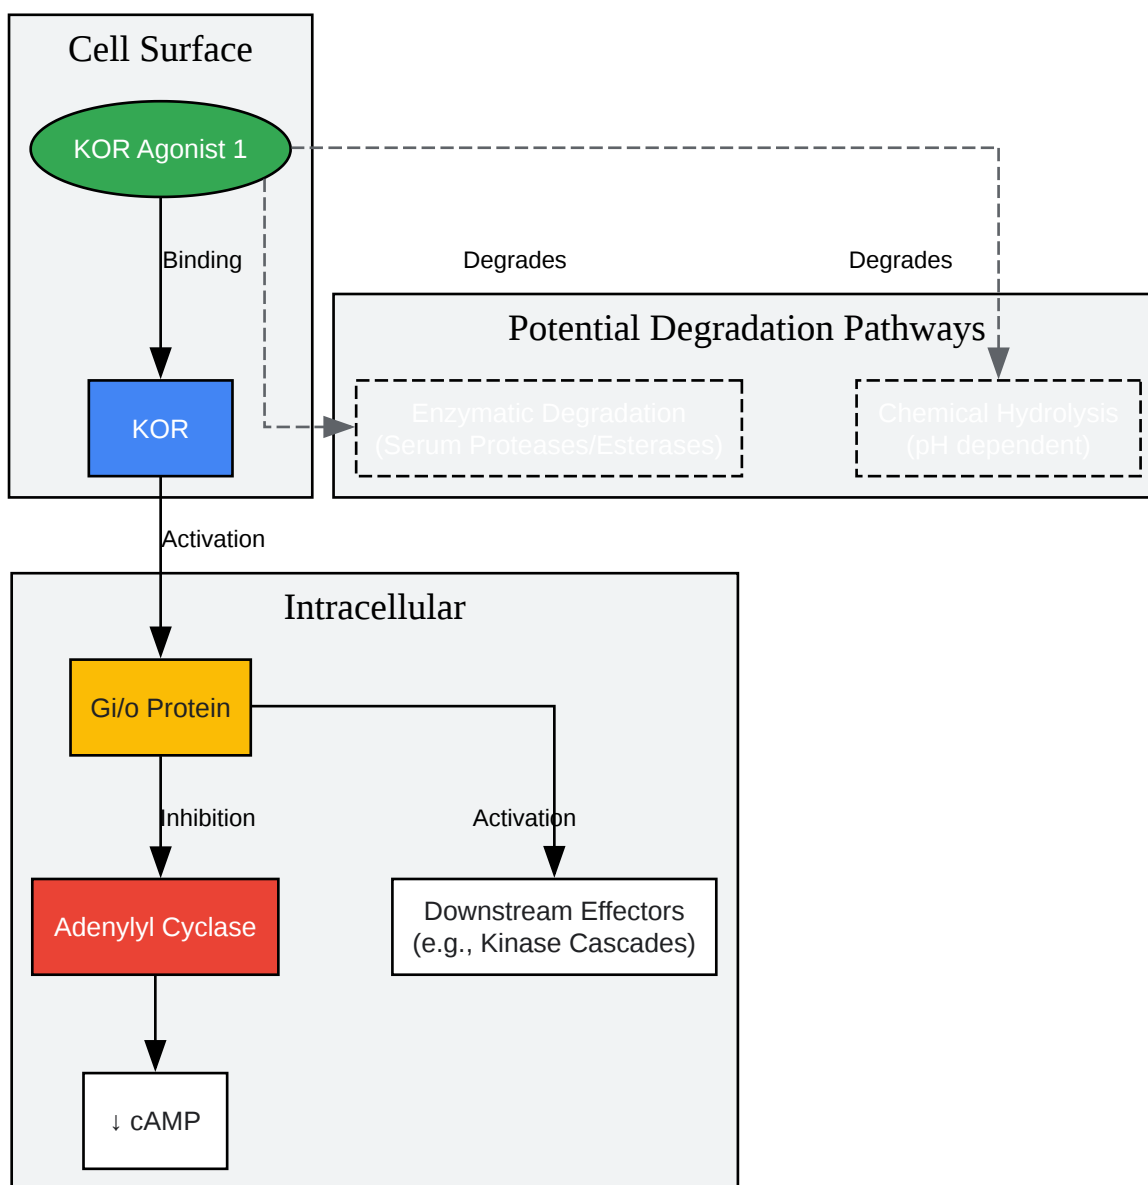 Cell Surface
KOR Agonist 1
Binding
Degrades
Degrades
Potential Degradation Pathways
KOR
Enzymatic Degradation
(Serum Proteases/Esterases)
Chemical Hydrolysis
(pH dependent)
Activation
Intracellular
Gi/o Protein
Inhibition
Activation
Adenylyl Cyclase
Downstream Effectors
(e.g., Kinase Cascades)
↓ cAMP